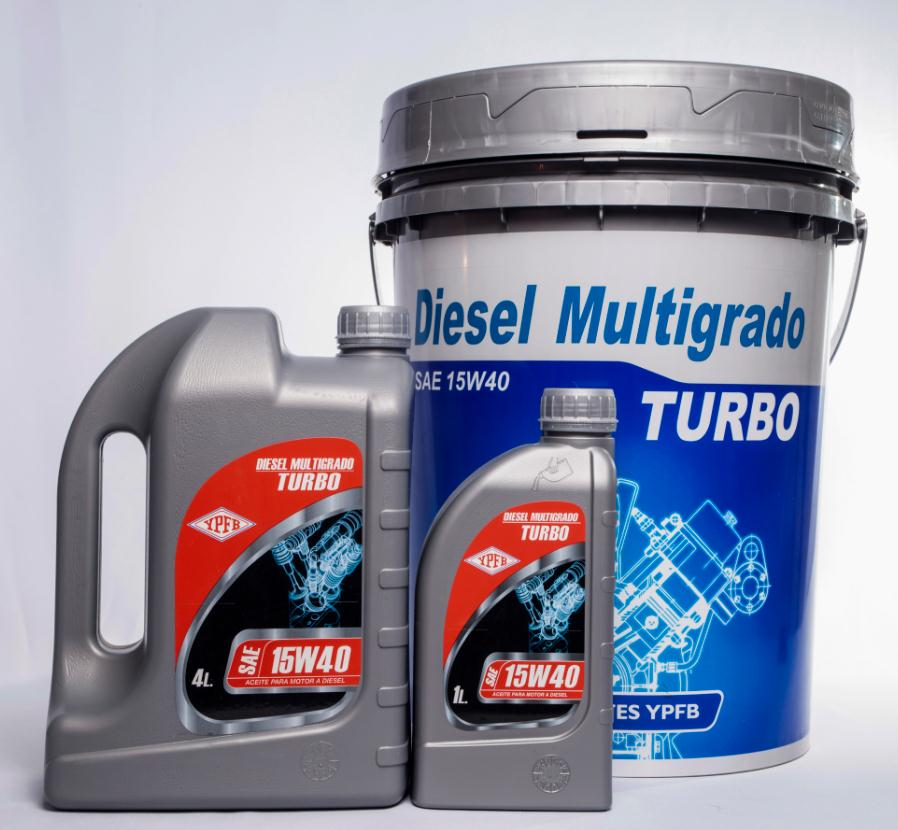 Diesel Multigrado
SAE 15W40
TURBO
TES YPFB
DIESEL MULTIGRADO
TURBO
YPFB
SAE 15W40
ACEITE PARA MOTOR A DIESEL
4L.
DIESEL MULTIGRADO
TURBO
YPFB
SAE 15W40
ACEITE PARA MOTOR A DIESEL
1L.